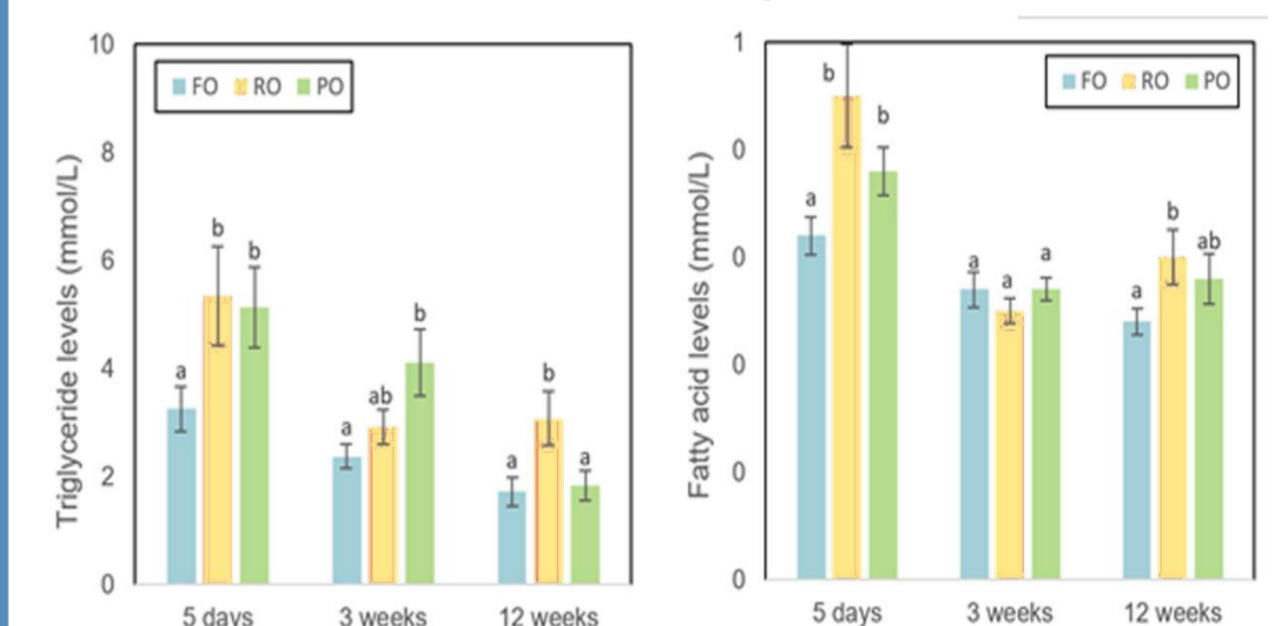 Triglyceride levels (mmol/L)
10
8
6
4
2
0
FO RO PO
a
b
b
a
ab
b
a
b
a
5 days
3 weeks
12 weeks
Fatty acid levels (mmol/L)
1
0
0
0
0
0
FO RO PO
a
b
b
a
a
a
a
b
ab
5 days
3 weeks
12 weeks